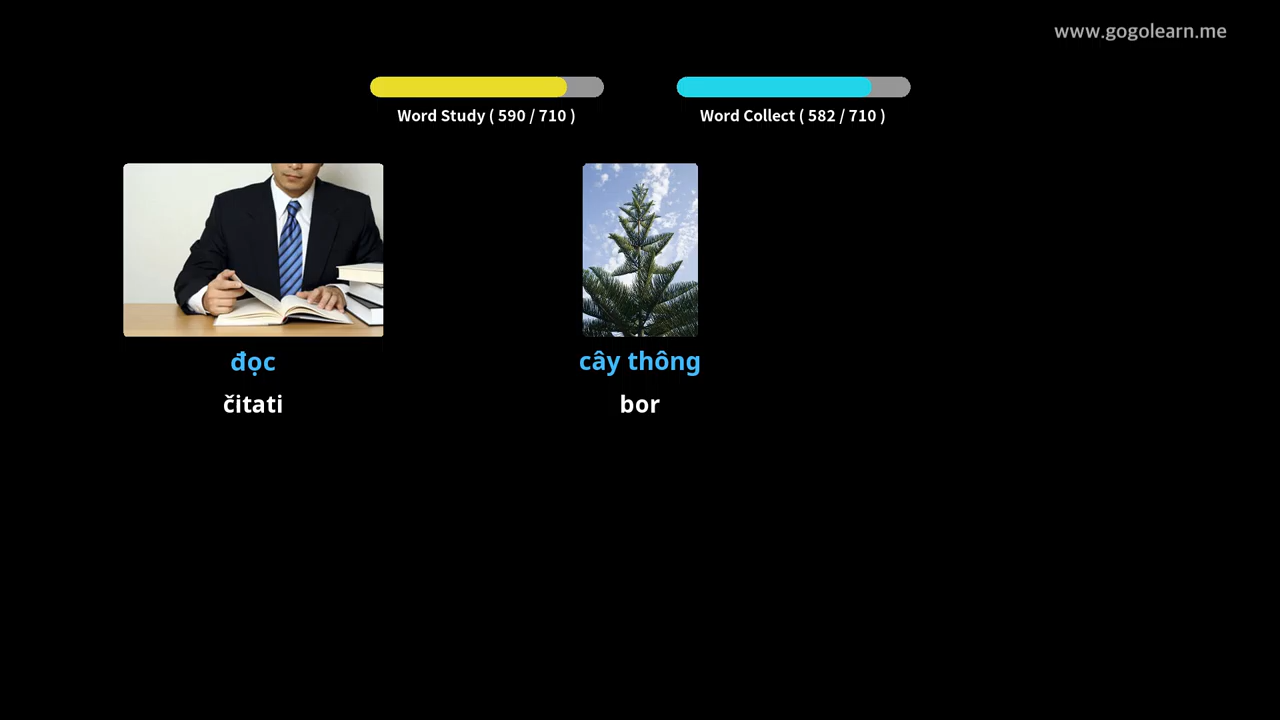 www.gogolearn.me
Word Study ( 590 / 710 )
Word Collect ( 582 / 710 )
đọc
čitati
cây thông
bor